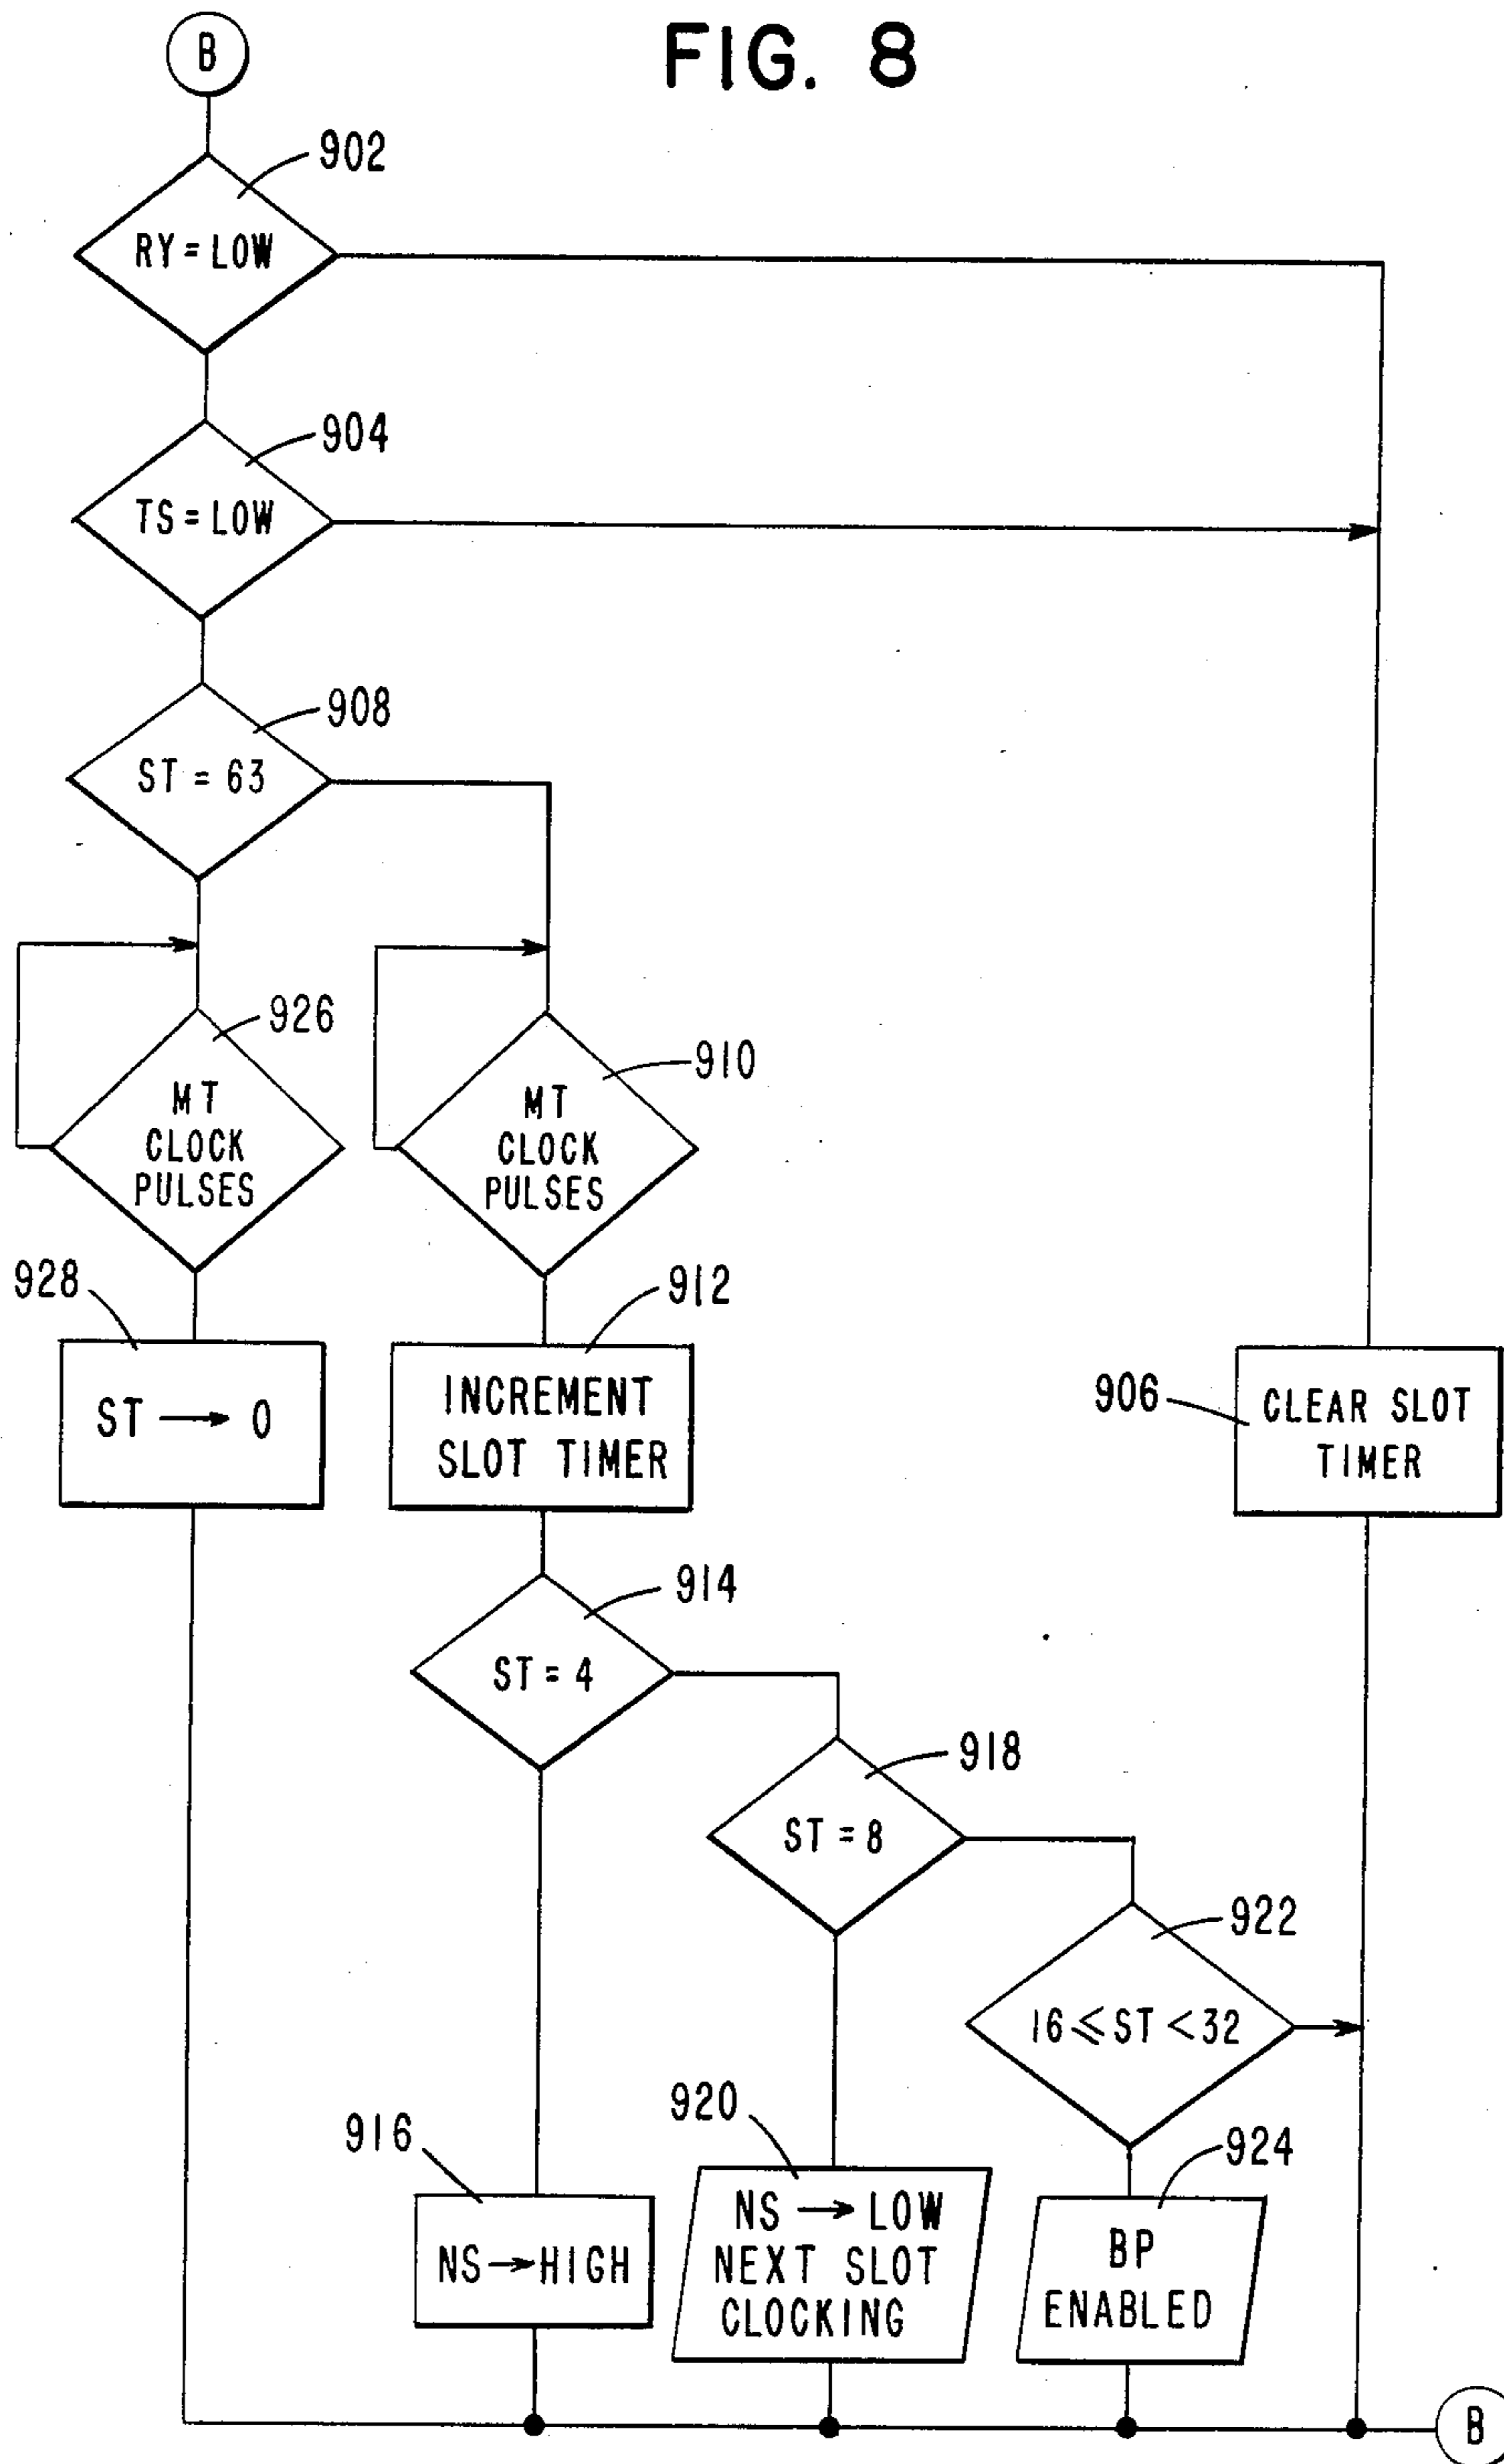 FIG. 8
B
902
RY = LOW
904
TS = LOW
908
ST = 63
926
MT
CLOCK
PULSES
910
MT
CLOCK
PULSES
928
ST → 0
912
INCREMENT
SLOT TIMER
906
CLEAR SLOT
TIMER
914
ST = 4
918
ST = 8
922
16 ≤ ST < 32
916
NS → HIGH
920
NS → LOW
NEXT SLOT
CLOCKING
924
BP
ENABLED
B